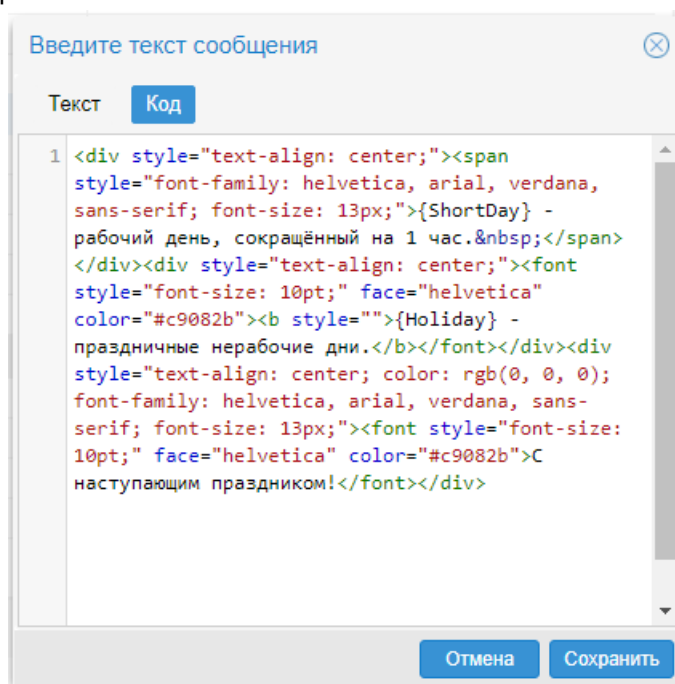 Введите текст сообщения
Текст Код
1 <div style="text-align: center;"><span
style="font-family: helvetica, arial, verdana,
sans-serif; font-size: 13px;">{ShortDay} -
рабочий день, сокращённый на 1 час.&nbsp;</span>
</div><div style="text-align: center;"><font
style="font-size: 10pt;" face="helvetica"
color="#c9082b"><b style="">{Holiday} -
праздничные нерабочие дни.</b></font></div><div
style="text-align: center; color: rgb(0, 0, 0);
font-family: helvetica, arial, verdana, sans-
serif; font-size: 13px;"><font style="font-size:
10pt;" face="helvetica" color="#c9082b">С
наступающим праздником!</font></div>
Отмена Сохранить